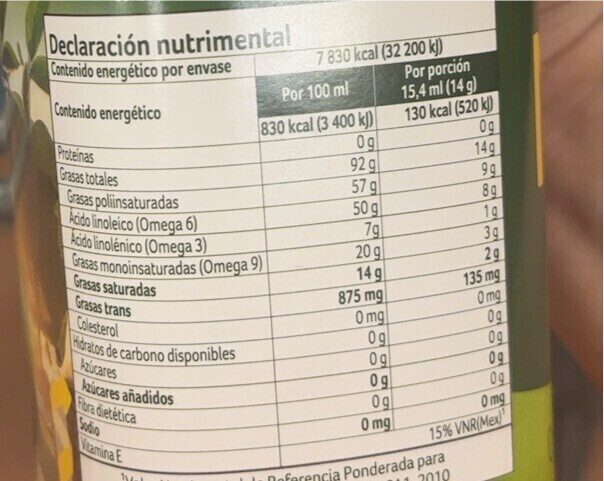 Declaración nutrimental
Contenido energético por envase 7 830 kcal (32 200 kJ)
Por 100 ml Por porción 15,4 ml (14 g)
Contenido energético 830 kcal (3 400 kJ) 130 kcal (520 kJ)
Proteínas 0 g 0 g
Grasas totales 92 g 14 g
Grasas poliinsaturadas 57 g 9 g
Ácido linoleico (Omega 6) 50 g 8 g
Ácido linolénico (Omega 3) 7 g 1 g
Grasas monoinsaturadas (Omega 9) 20 g 3 g
Grasas saturadas 14 g 2 g
Grasas trans 875 mg 135 mg
Colesterol 0 mg 0 mg
Hidratos de carbono disponibles 0 g 0 g
Azúcares 0 g 0 g
Azúcares añadidos 0 g 0 g
Fibra dietética 0 g 0 g
Sodio 0 mg 0 mg
Vitamina E 15% VNR(Mex)¹
Referencia Ponderada para
2010